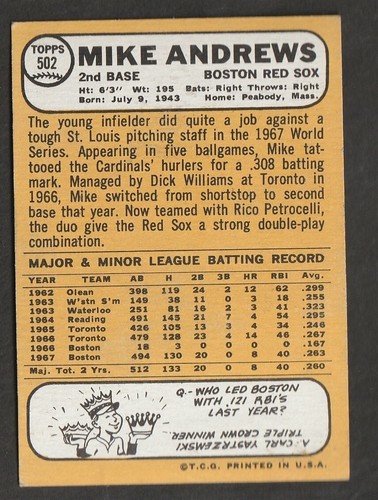 TOPPS
502
MIKE ANDREWS
2nd BASE BOSTON RED SOX
Ht: 6'3" Wt: 195 Bats: Right Throws: Right
Born: July 9, 1943 Home: Peabody, Mass.
The young infielder did quite a job against a
tough St. Louis pitching staff in the 1967 World
Series. Appearing in five ballgames, Mike tat-
tooed the Cardinals' hurlers for a .308 batting
mark. Managed by Dick Williams at Toronto in
1966, Mike switched from shortstop to second
base that year. Now teamed with Rico Petrocelli,
the duo give the Red Sox a strong double-play
combination.
MAJOR & MINOR LEAGUE BATTING RECORD
YEAR TEAM AB H 2B 3B HR RBI Avg.
1962 Olean 398 119 24 2 12 62 .299
1963 W'stn S'm 149 38 11 0 3 18 .255
1963 Waterloo 251 81 16 2 3 41 .323
1964 Reading 491 145 21 7 4 54 .295
1965 Toronto 426 105 13 3 4 34 .246
1966 Toronto 479 128 23 4 14 46 .267
1966 Boston 18 3 0 0 0 0 .167
1967 Boston 494 130 20 0 8 40 .263
Maj. Tot. 2 Yrs. 512 133 20 0 8 40 .260
Q.- WHO LED BOSTON
WITH 121 RBI'S
LAST YEAR?
A. CARL YASTRZEMSKI
TRIPLE CROWN WINNER
©T.C.G. PRINTED IN U.S.A.